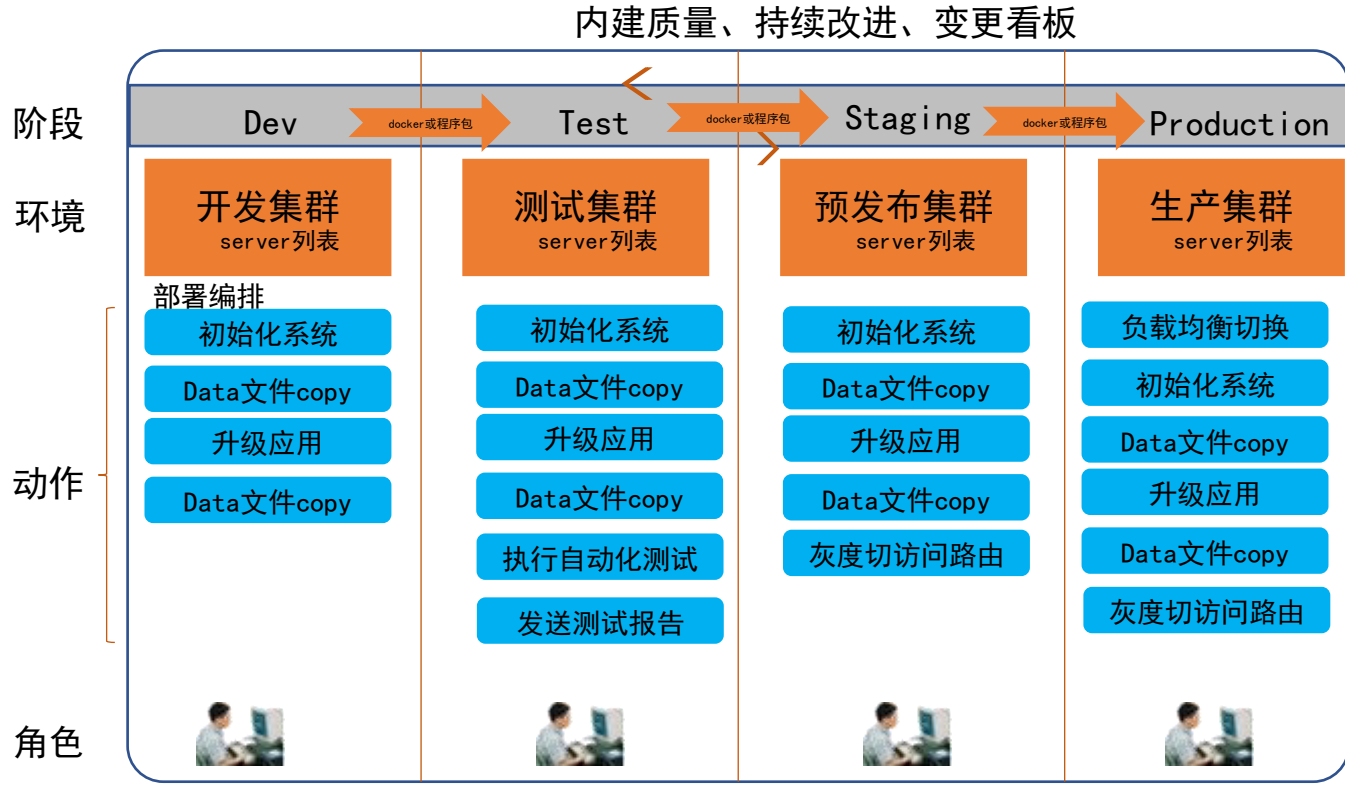 内建质量、持续改进、变更看板
阶段
Dev
docker或程序包
Test
docker或程序包
Staging
docker或程序包
Production
环境
开发集群
server列表
测试集群
server列表
预发布集群
server列表
生产集群
server列表
动作
部署编排
初始化系统
Data文件copy
升级应用
Data文件copy
初始化系统
Data文件copy
升级应用
Data文件copy
执行自动化测试
发送测试报告
初始化系统
Data文件copy
升级应用
Data文件copy
灰度切访问路由
负载均衡切换
初始化系统
Data文件copy
升级应用
Data文件copy
灰度切访问路由
角色